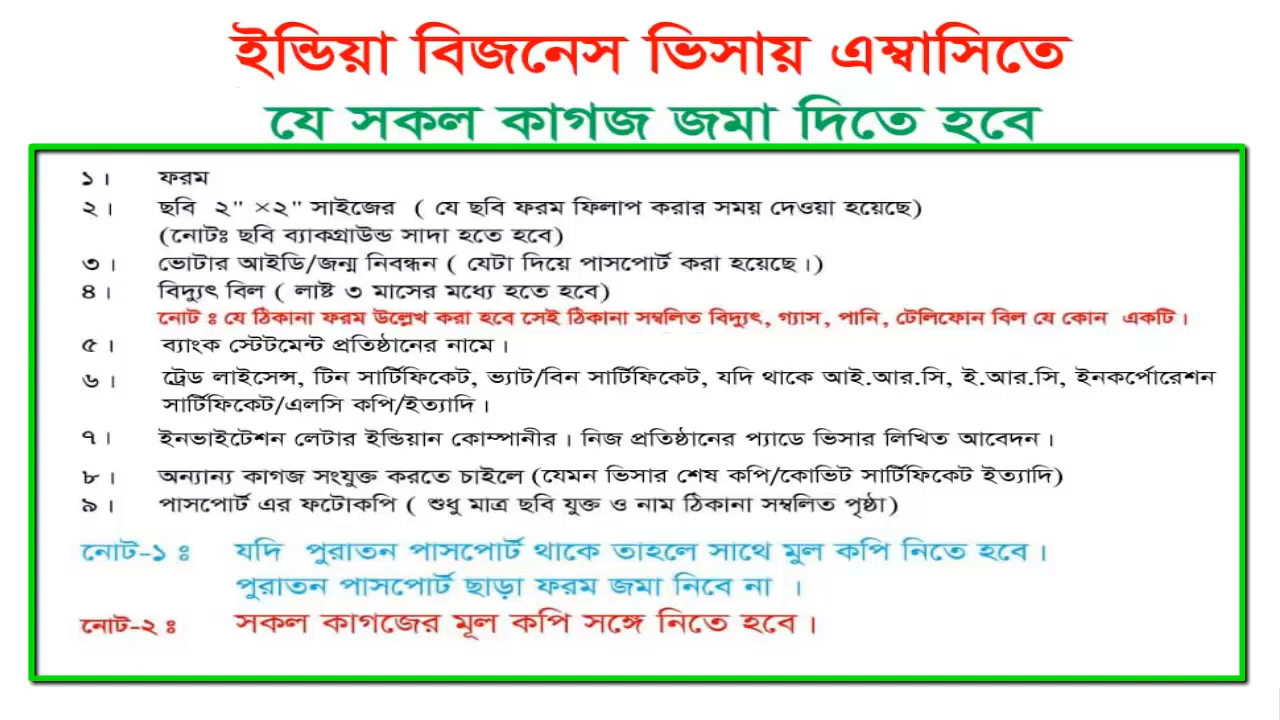 ইন্ডিয়া বিজনেস ভিসায় এম্বাসিতে
যে সকল কাগজ জমা দিতে হবে
১। ফরম
২। ছবি ২" ×২" সাইজের ( যে ছবি ফরম ফিলাপ করার সময় দেওয়া হয়েছে)
(নোটঃ ছবি ব্যাকগ্রাউন্ড সাদা হতে হবে)
৩। ভোটার আইডি/জন্ম নিবন্ধন ( যেটা দিয়ে পাসপোর্ট করা হয়েছে।)
৪। বিদ্যুৎ বিল ( লাষ্ট ৩ মাসের মধ্যে হতে হবে)
নোট ঃ যে ঠিকানা ফরম উল্লেখ করা হবে সেই ঠিকানা সম্বলিত বিদ্যুৎ, গ্যাস, পানি, টেলিফোন বিল যে কোন একটি।
৫। ব্যাংক স্টেটমেন্ট প্রতিষ্ঠানের নামে।
৬। ট্রেড লাইসেন্স, টিন সার্টিফিকেট, ভ্যাট/বিন সার্টিফিকেট, যদি থাকে আই.আর.সি, ই.আর.সি, ইনকর্পোরেশন
সার্টিফিকেট/এলসি কপি/ইত্যাদি।
৭। ইনভাইটেশন লেটার ইন্ডিয়ান কোম্পানীর। নিজ প্রতিষ্ঠানের প্যাডে ভিসার লিখিত আবেদন।
৮। অন্যান্য কাগজ সংযুক্ত করতে চাইলে (যেমন ভিসার শেষ কপি/কোভিট সার্টিফিকেট ইত্যাদি)
৯। পাসপোর্ট এর ফটোকপি ( শুধু মাত্র ছবি যুক্ত ও নাম ঠিকানা সম্বলিত পৃষ্ঠা)
নোট-১ ঃ যদি পুরাতন পাসপোর্ট থাকে তাহলে সাথে মুল কপি নিতে হবে।
পুরাতন পাসপোর্ট ছাড়া ফরম জমা নিবে না ।
নোট-২ ঃ সকল কাগজের মূল কপি সঙ্গে নিতে হবে।